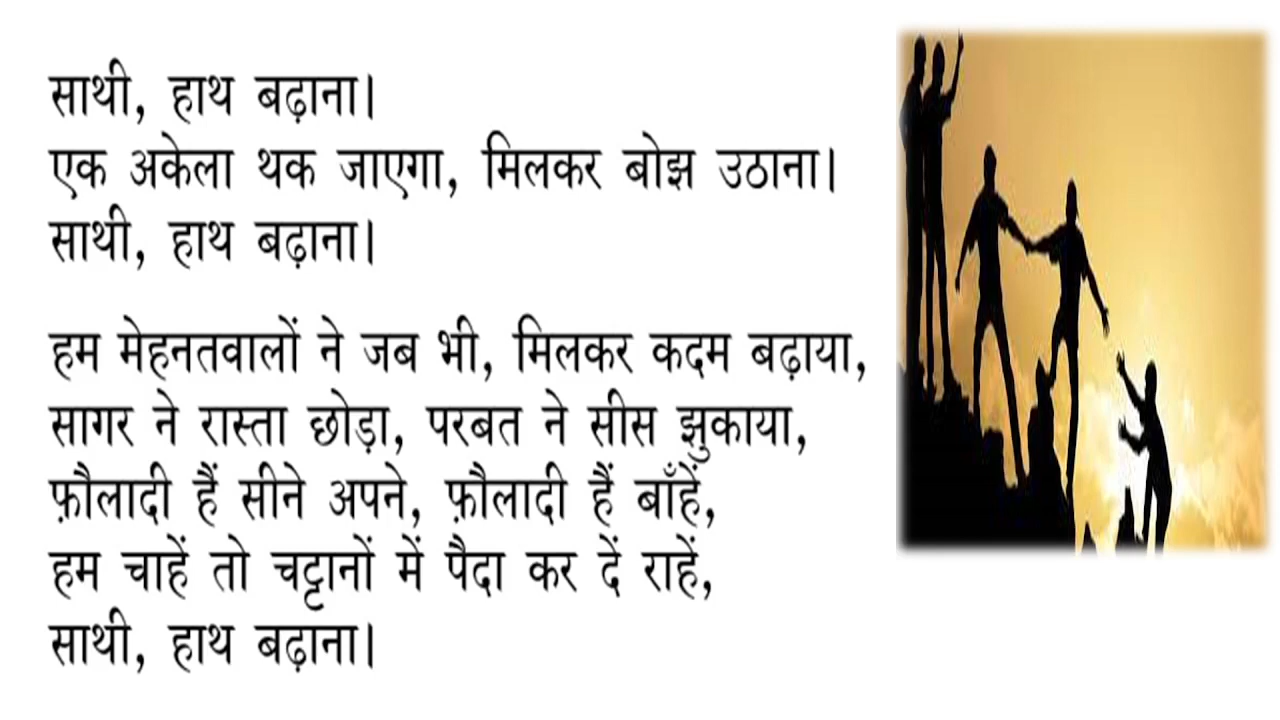 साथी, हाथ बढ़ाना।
एक अकेला थक जाएगा, मिलकर बोझ उठाना।
साथी, हाथ बढ़ाना।
हम मेहनतवालों ने जब भी, मिलकर कदम बढ़ाया,
सागर ने रास्ता छोड़ा, परबत ने सीस झुकाया,
फ़ौलादी हैं सीने अपने, फ़ौलादी हैं बाँहें,
हम चाहें तो चट्टानों में पैदा कर दें राहें,
साथी, हाथ बढ़ाना।